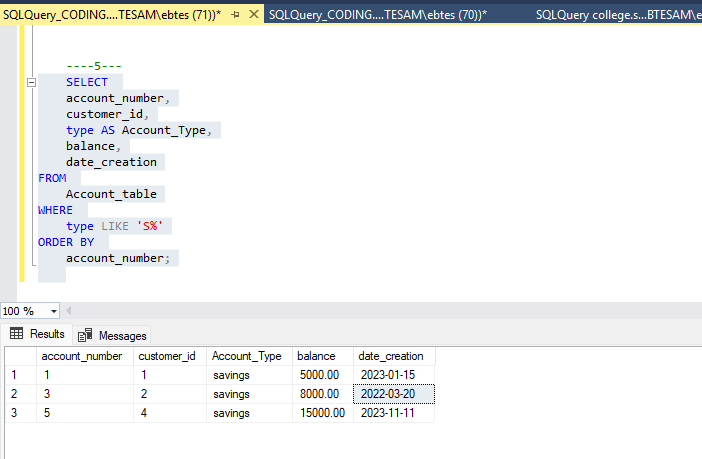 SQLQuery_CODING....TESAM\ebtes (71))* SQLQuery_CODING....TESAM\ebtes (70))* SQLQuery college.s...BTESAM\e
----5---
SELECT
account_number,
customer_id,
type AS Account_Type,
balance,
date_creation
FROM
Account_table
WHERE
type LIKE 'S%'
ORDER BY
account_number;
100 %
Results Messages
account_number customer_id Account_Type balance date_creation
1 1 1 savings 5000.00 2023-01-15
2 3 2 savings 8000.00 2022-03-20
3 5 4 savings 15000.00 2023-11-11